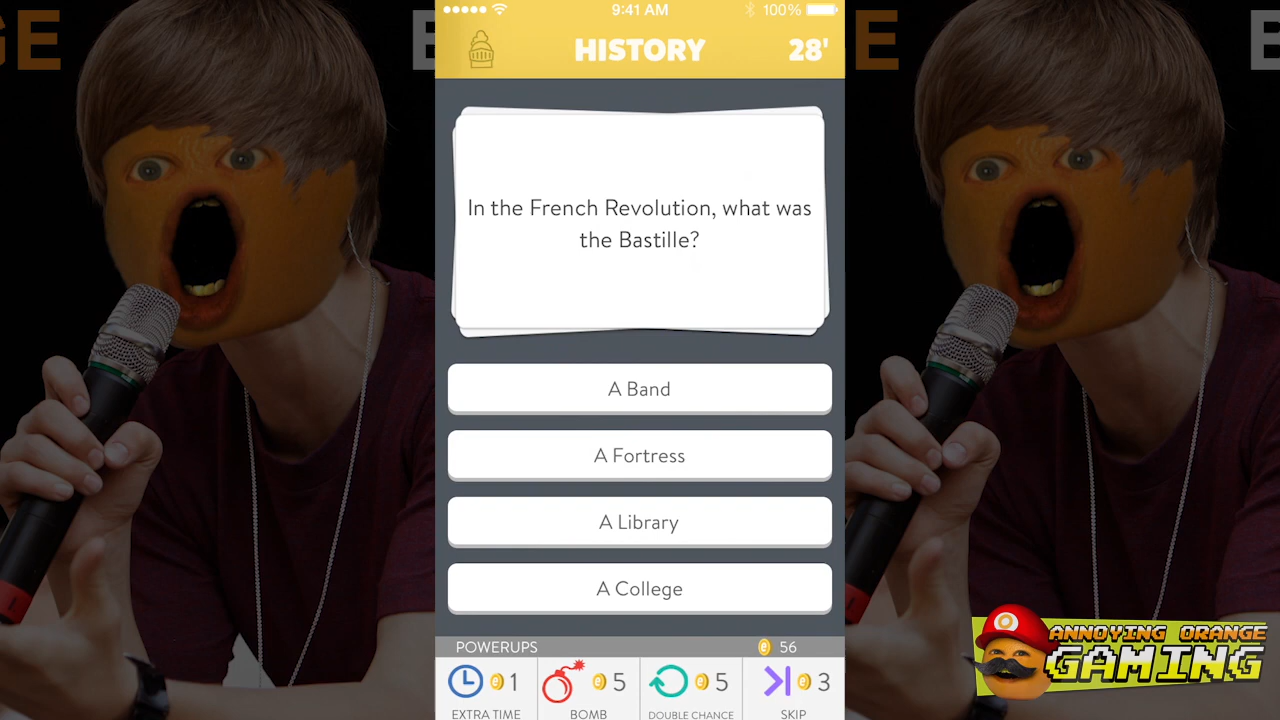 GE
B
E
B
9:41 AM
100%
HISTORY
28'
In the French Revolution, what was
the Bastille?
A Band
A Fortress
A Library
A College
POWERUPS
56
1
5
5
3
EXTRA TIME
BOMB
DOUBLE CHANCE
SKIP
ANNOYING ORANGE
GAMING